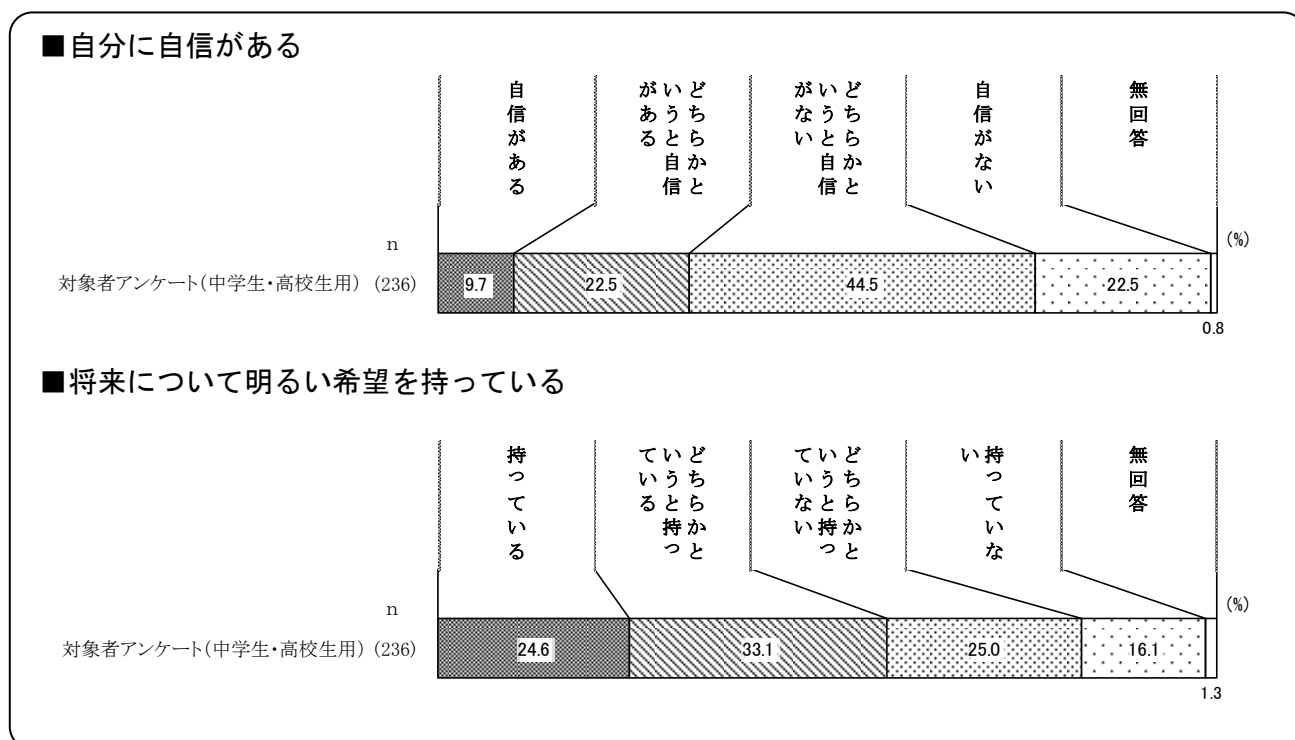 ■自分に自信がある
自信がある
どちらかと
いうと自信
がある
どちらかと
いうと自信
がない
自信がない
無回答
n
(%)
対象者アンケート(中学生・高校生用) (236)
9.7
22.5
44.5
22.5
0.8
■将来について明るい希望を持っている
持っている
どちらかと
いうと持っ
ている
どちらかと
いうと持っ
ていない
持っていな
い
無回答
n
(%)
対象者アンケート(中学生・高校生用) (236)
24.6
33.1
25.0
16.1
1.3